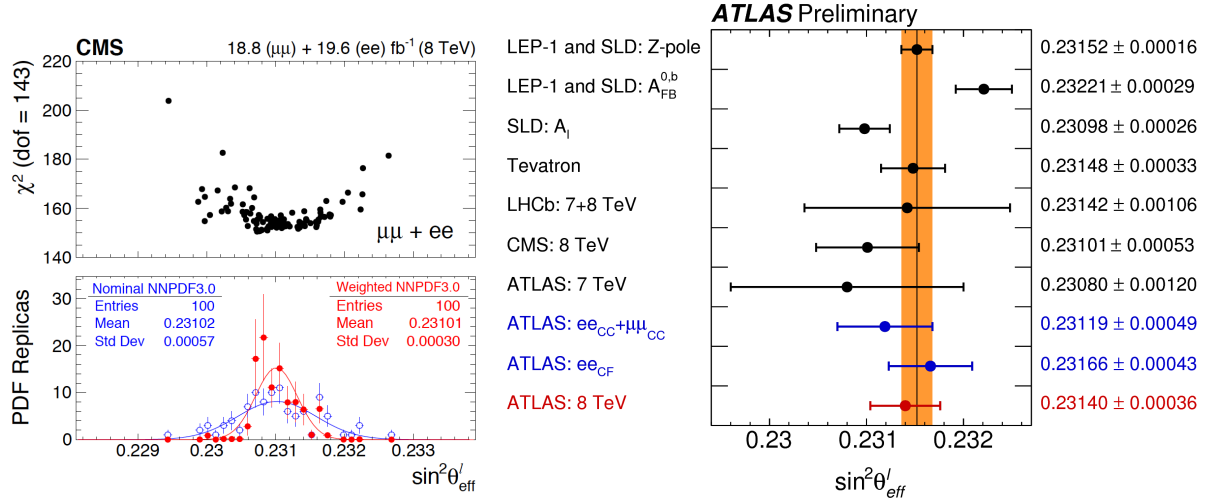 CMS 18.8 (μμ) + 19.6 (ee) fb⁻¹ (8 TeV)
χ² (dof = 143)
220
200
180
160
140
μμ + ee
PDF Replicas
30
20
10
0
Nominal NNPDF3.0
Entries 100
Mean 0.23102
Std Dev 0.00057
Weighted NNPDF3.0
Entries 100
Mean 0.23101
Std Dev 0.00030
0.229 0.23 0.231 0.232 0.233
sin²θ^l_eff
ATLAS Preliminary
LEP-1 and SLD: Z-pole 0.23152 ± 0.00016
LEP-1 and SLD: A^0,b_FB 0.23221 ± 0.00029
SLD: A_l 0.23098 ± 0.00026
Tevatron 0.23148 ± 0.00033
LHCb: 7+8 TeV 0.23142 ± 0.00106
CMS: 8 TeV 0.23101 ± 0.00053
ATLAS: 7 TeV 0.23080 ± 0.00120
ATLAS: ee_CC+μμ_CC 0.23119 ± 0.00049
ATLAS: ee_CF 0.23166 ± 0.00043
ATLAS: 8 TeV 0.23140 ± 0.00036
0.23 0.231 0.232
sin²θ^l_eff